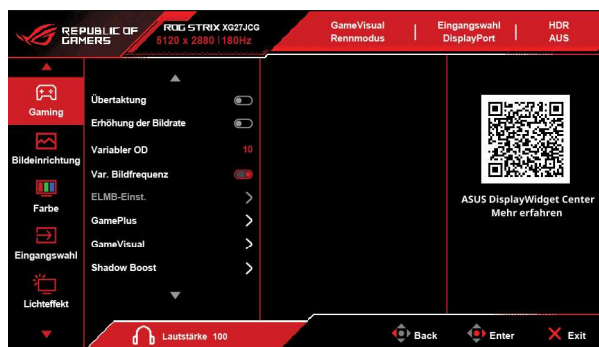 REPUBLIC OF
GAMERS
ROG STRIX XG27JCG
5120 x 2880 | 180Hz
GameVisual
Rennmodus
Eingangswahl
DisplayPort
HDR
AUS
Gaming
Bildeinrichtung
Farbe
Eingangswahl
Lichteffekt
Übertaktung
Erhöhung der Bildrate
Variabler OD 10
Var. Bildfrequenz
ELMB-Einst.
GamePlus
GameVisual
Shadow Boost
ASUS DisplayWidget Center
Mehr erfahren
Lautstärke 100
Back
Enter
Exit